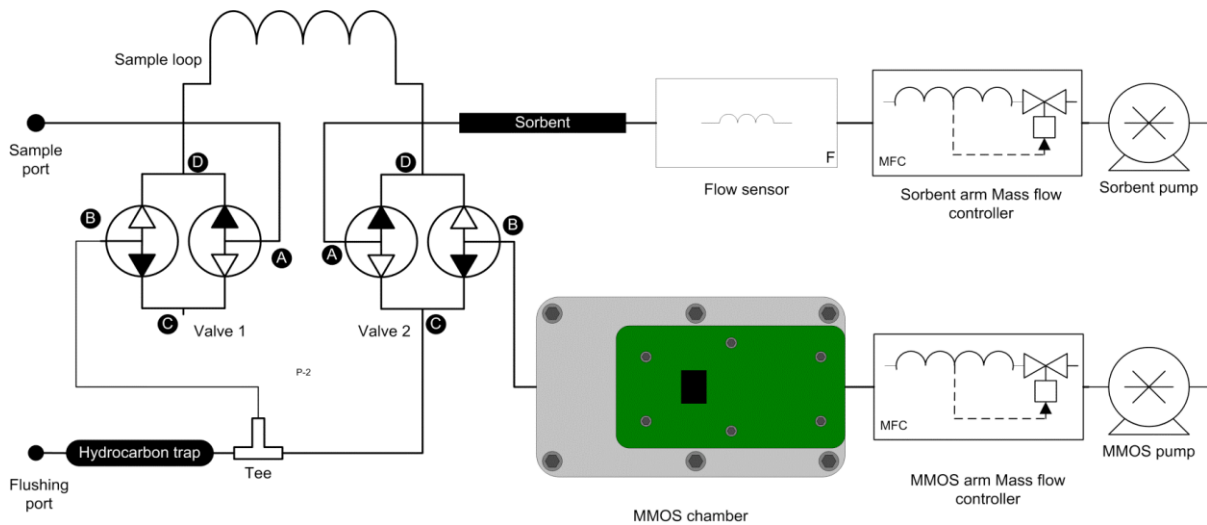 Sample loop
Sample
port
Sorbent
F
Flow sensor
MFC
Sorbent arm Mass flow
controller
Sorbent pump
D
B
A
C
Valve 1
D
A
B
C
Valve 2
P-2
Hydrocarbon trap
Tee
Flushing
port
MMOS chamber
MFC
MMOS arm Mass flow
controller
MMOS pump